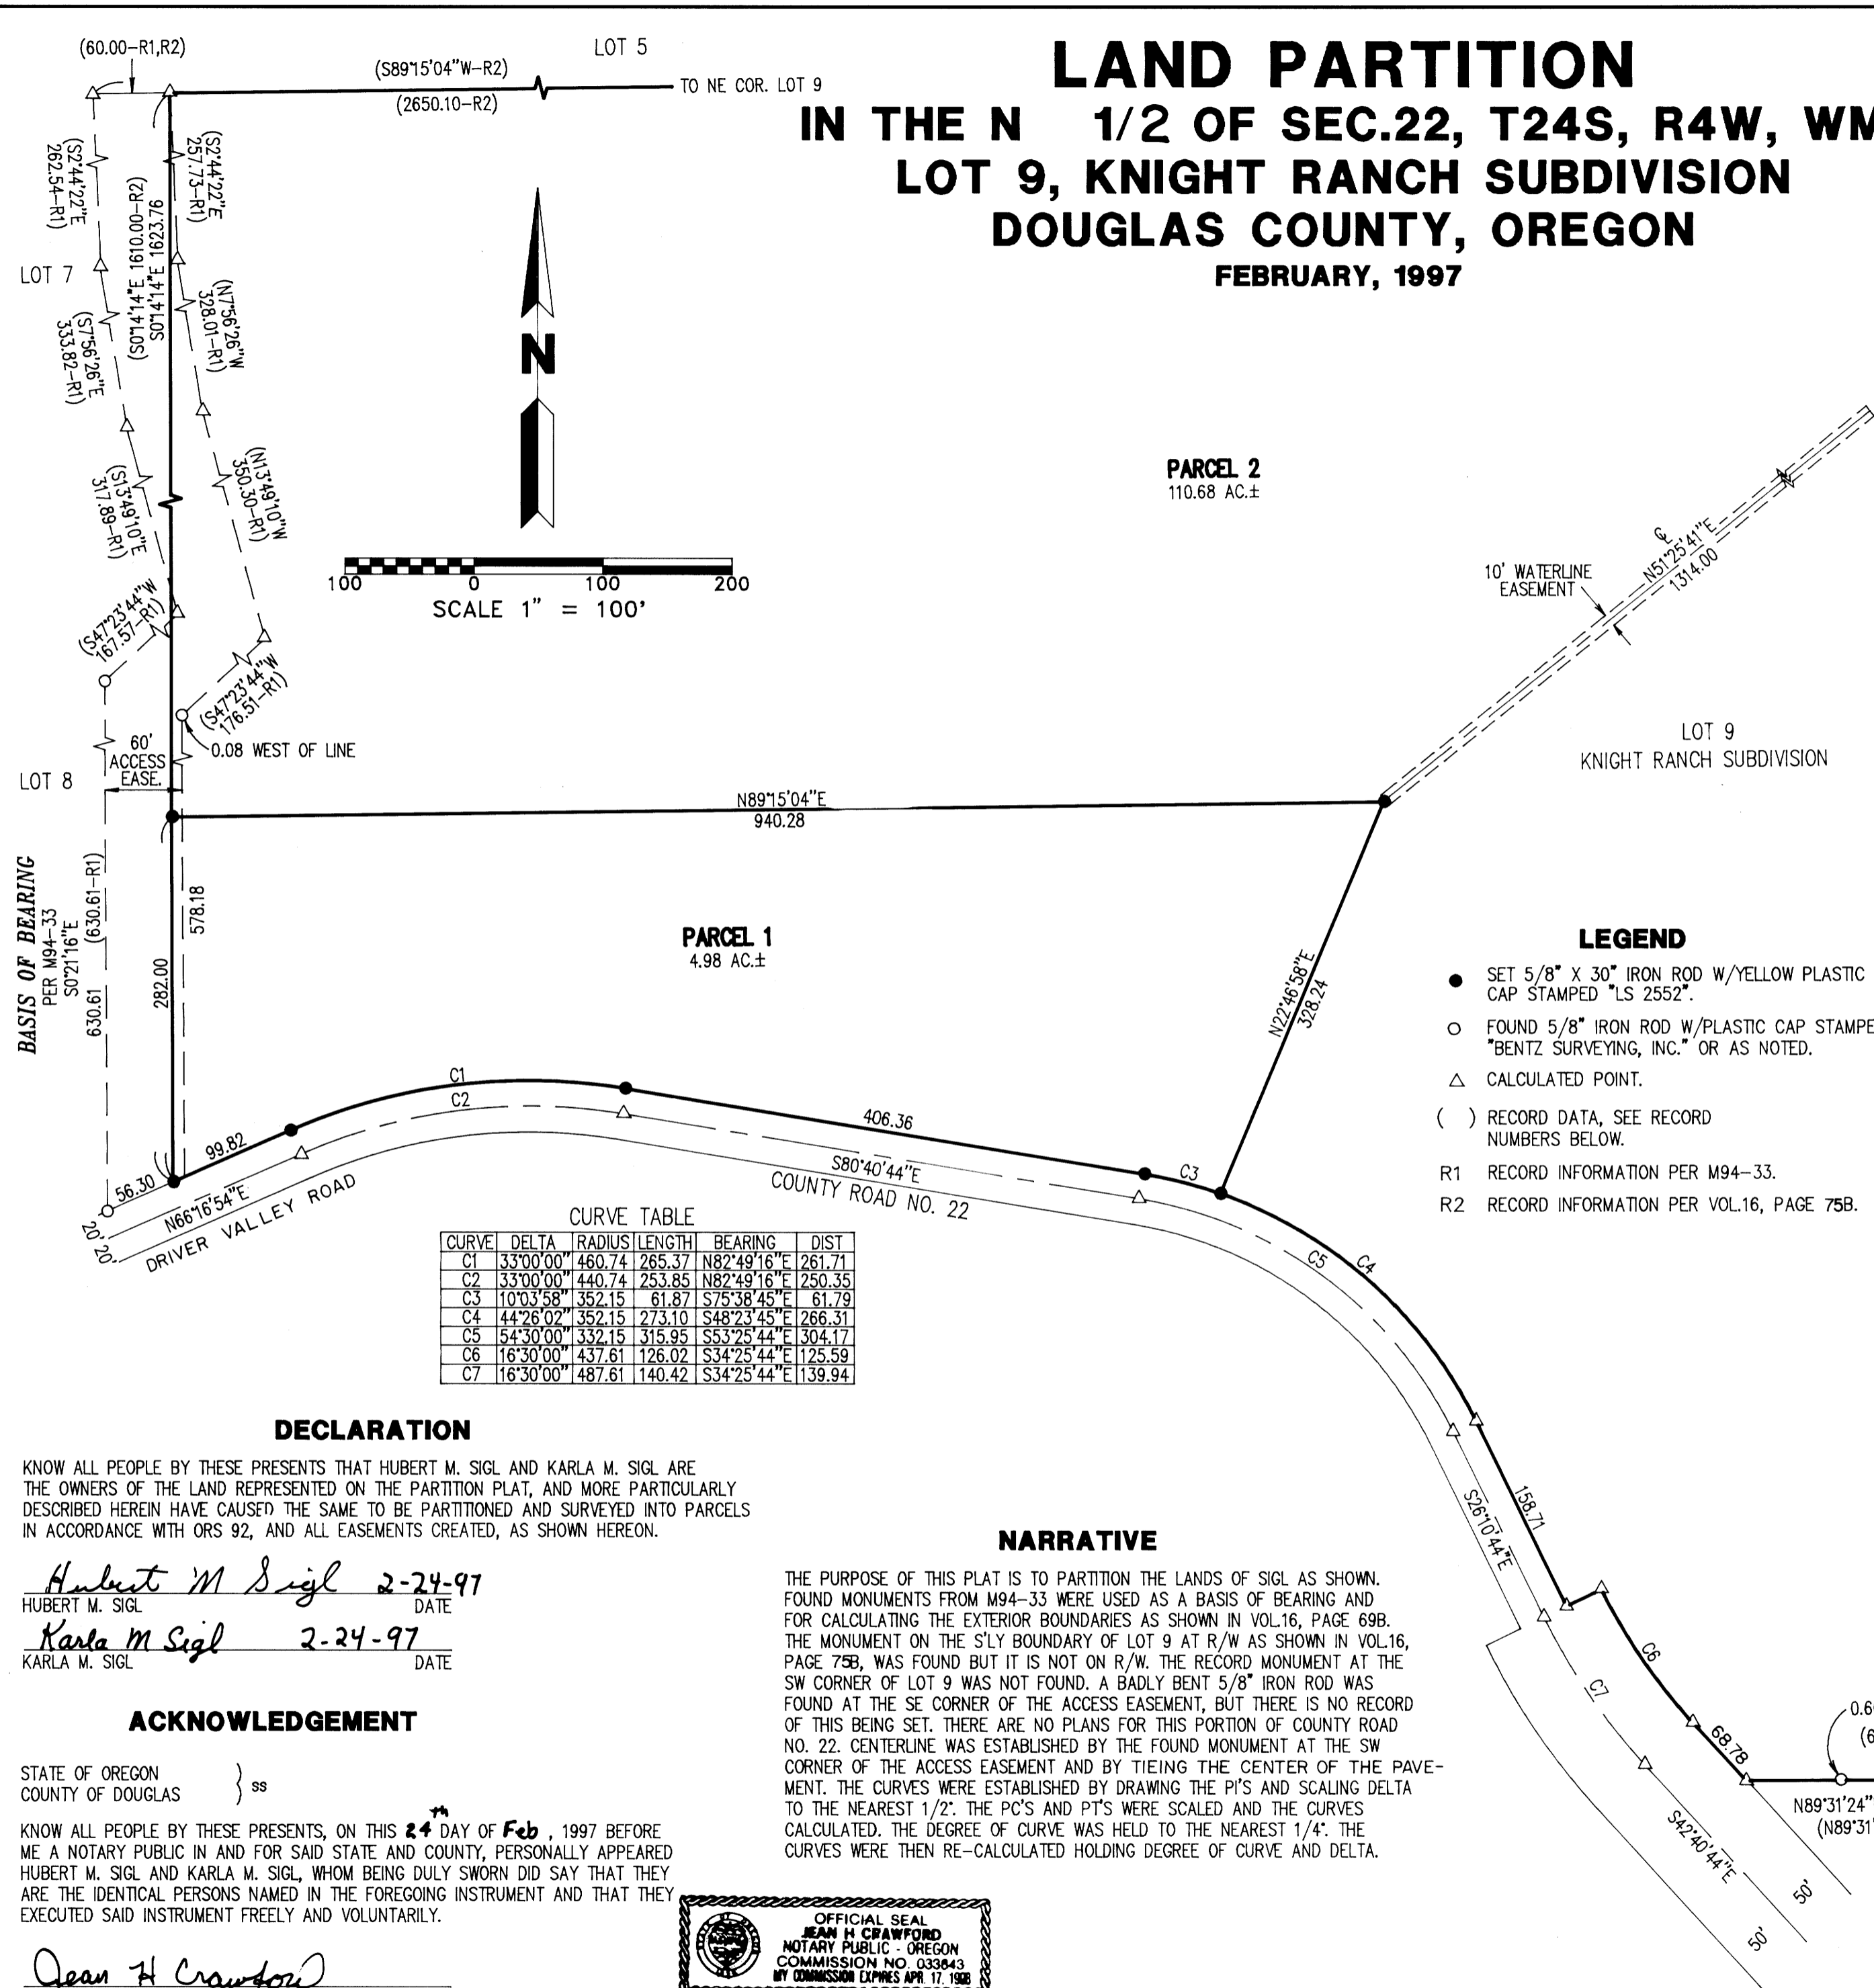 LAND PARTITION
IN THE N 1/2 OF SEC.22, T24S, R4W, WM
LOT 9, KNIGHT RANCH SUBDIVISION
DOUGLAS COUNTY, OREGON
FEBRUARY, 1997
(60.00-R1,R2)
(S89°15'04"W-R2)
(2650.10-R2)
LOT 5
TO NE COR. LOT 9
(S2°44'22"E
262.54-R1)
(S2°44'22"E
257.73-R1)
(S0°14'14"E 1610.00-R2)
S0°14'14"E 1623.76
LOT 7
(S7°56'26"E
333.82-R1)
(N7°56'26"W
328.01-R1)
(S13°49'10"E
317.89-R1)
(N13°49'10"W
350.30-R1)
(S47°23'44"W
167.57-R1)
(S47°23'44"W
176.51-R1)
0.08 WEST OF LINE
60'
ACCESS
EASE.
LOT 8
N
100 0 100 200
SCALE 1" = 100'
PARCEL 2
110.68 AC.±
10' WATERLINE
EASEMENT
℄
N51°25'41"E
1314.00
LOT 9
KNIGHT RANCH SUBDIVISION
N89°15'04"E
940.28
BASIS OF BEARING
PER M94-33
S0°21'16"E
630.61 (630.61-R1)
282.00
578.18
PARCEL 1
4.98 AC.±
N22°46'58"E
328.24
LEGEND
SET 5/8" X 30" IRON ROD W/YELLOW PLASTIC
CAP STAMPED "LS 2552".
FOUND 5/8" IRON ROD W/PLASTIC CAP STAMPE
"BENTZ SURVEYING, INC." OR AS NOTED.
CALCULATED POINT.
( ) RECORD DATA, SEE RECORD
NUMBERS BELOW.
R1 RECORD INFORMATION PER M94-33.
R2 RECORD INFORMATION PER VOL.16, PAGE 75B.
C1
C2
99.82
56.30
406.36
C3
N66°16'54"E
S80°40'44"E
20' 20'
DRIVER VALLEY ROAD
COUNTY ROAD NO. 22
C5
C4
CURVE TABLE
CURVE DELTA RADIUS LENGTH BEARING DIST
C1 33°00'00" 460.74 265.37 N82°49'16"E 261.71
C2 33°00'00" 440.74 253.85 N82°49'16"E 250.35
C3 10°03'58" 352.15 61.87 S75°38'45"E 61.79
C4 44°26'02" 352.15 273.10 S48°23'45"E 266.31
C5 54°30'00" 332.15 315.95 S53°25'44"E 304.17
C6 16°30'00" 437.61 126.02 S34°25'44"E 125.59
C7 16°30'00" 487.61 140.42 S34°25'44"E 139.94
S26°10'44"E
158.71
C6
C7
68.78
0.6
(6
N89°31'24"
(N89°31'
S42°40'44"E
50'
50'
DECLARATION
KNOW ALL PEOPLE BY THESE PRESENTS THAT HUBERT M. SIGL AND KARLA M. SIGL ARE
THE OWNERS OF THE LAND REPRESENTED ON THE PARTITION PLAT, AND MORE PARTICULARLY
DESCRIBED HEREIN HAVE CAUSED THE SAME TO BE PARTITIONED AND SURVEYED INTO PARCELS
IN ACCORDANCE WITH ORS 92, AND ALL EASEMENTS CREATED, AS SHOWN HEREON.
Hubert M Sigl 2-24-97
HUBERT M. SIGL DATE
Karla M Sigl 2-24-97
KARLA M. SIGL DATE
ACKNOWLEDGEMENT
STATE OF OREGON
COUNTY OF DOUGLAS } SS
KNOW ALL PEOPLE BY THESE PRESENTS, ON THIS 24th DAY OF Feb , 1997 BEFORE
ME A NOTARY PUBLIC IN AND FOR SAID STATE AND COUNTY, PERSONALLY APPEARED
HUBERT M. SIGL AND KARLA M. SIGL, WHOM BEING DULY SWORN DID SAY THAT THEY
ARE THE IDENTICAL PERSONS NAMED IN THE FOREGOING INSTRUMENT AND THAT THEY
EXECUTED SAID INSTRUMENT FREELY AND VOLUNTARILY.
Jean H Crawford
OFFICIAL SEAL
JEAN H CRAWFORD
NOTARY PUBLIC - OREGON
COMMISSION NO. 033643
MY COMMISSION EXPIRES APR. 17, 1998
NARRATIVE
THE PURPOSE OF THIS PLAT IS TO PARTITION THE LANDS OF SIGL AS SHOWN.
FOUND MONUMENTS FROM M94-33 WERE USED AS A BASIS OF BEARING AND
FOR CALCULATING THE EXTERIOR BOUNDARIES AS SHOWN IN VOL.16, PAGE 69B.
THE MONUMENT ON THE S'LY BOUNDARY OF LOT 9 AT R/W AS SHOWN IN VOL.16,
PAGE 75B, WAS FOUND BUT IT IS NOT ON R/W. THE RECORD MONUMENT AT THE
SW CORNER OF LOT 9 WAS NOT FOUND. A BADLY BENT 5/8" IRON ROD WAS
FOUND AT THE SE CORNER OF THE ACCESS EASEMENT, BUT THERE IS NO RECORD
OF THIS BEING SET. THERE ARE NO PLANS FOR THIS PORTION OF COUNTY ROAD
NO. 22. CENTERLINE WAS ESTABLISHED BY THE FOUND MONUMENT AT THE SW
CORNER OF THE ACCESS EASEMENT AND BY TIEING THE CENTER OF THE PAVE-
MENT. THE CURVES WERE ESTABLISHED BY DRAWING THE PI'S AND SCALING DELTA
TO THE NEAREST 1/2°. THE PC'S AND PT'S WERE SCALED AND THE CURVES
CALCULATED. THE DEGREE OF CURVE WAS HELD TO THE NEAREST 1/4°. THE
CURVES WERE THEN RE-CALCULATED HOLDING DEGREE OF CURVE AND DELTA.